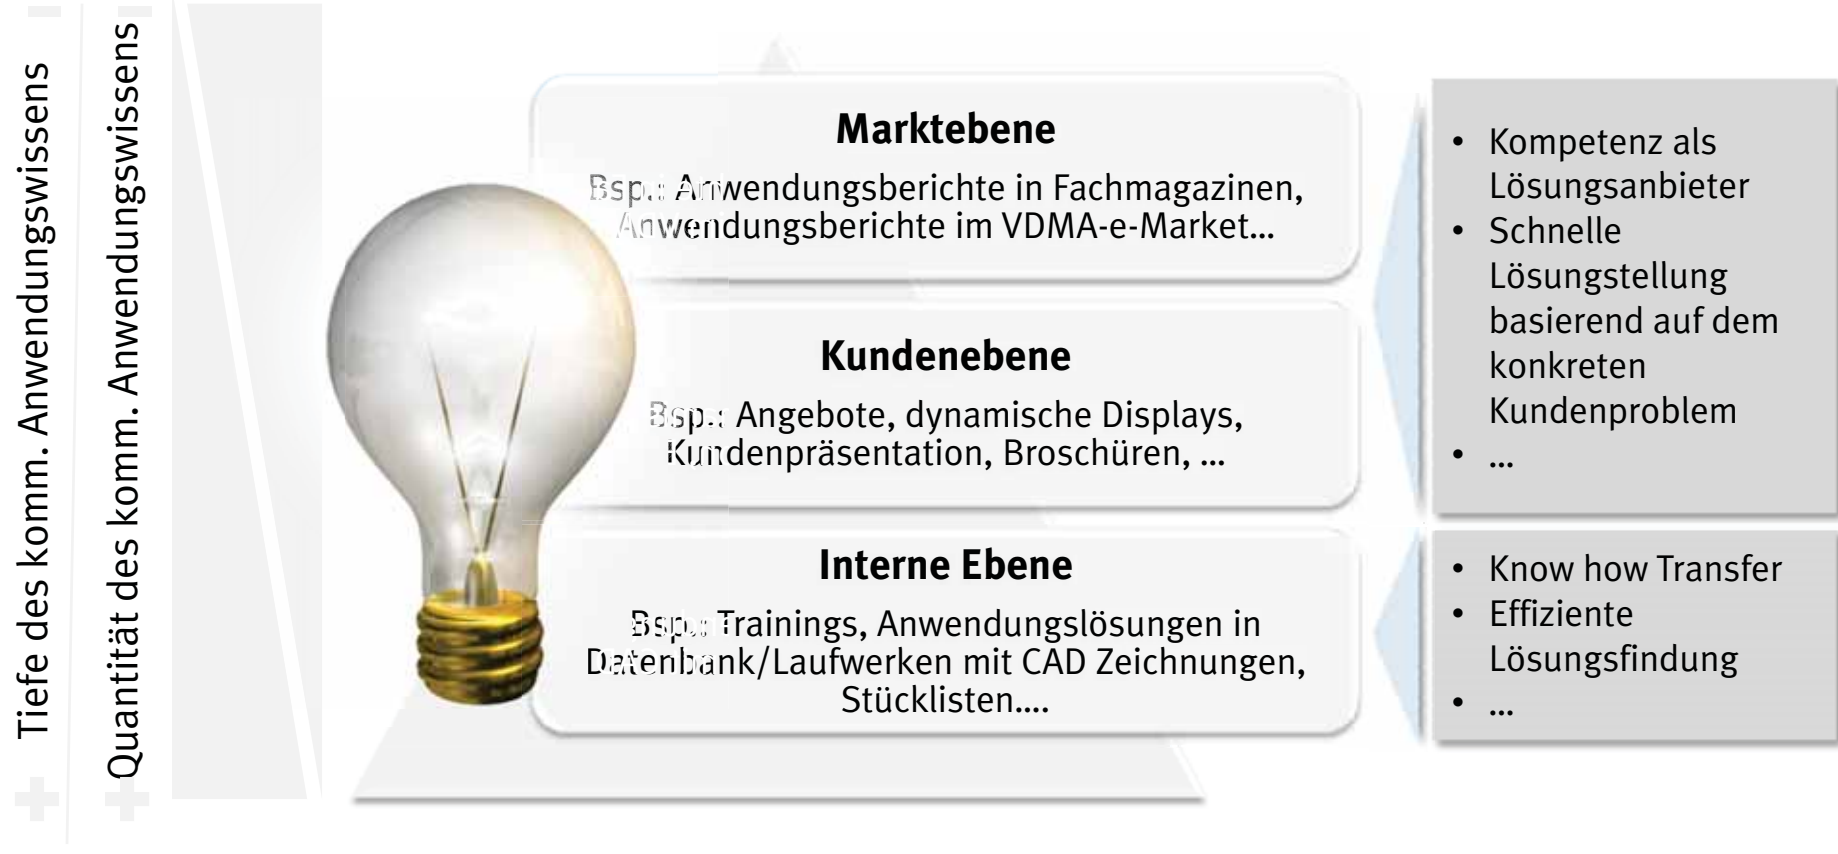 Tiefe des komm. Anwendungswissens
Quantität des komm. Anwendungswissens
Marktebene
Bsp.: Anwendungsberichte in Fachmagazinen,
Anwendungsberichte im VDMA-e-Market...
Kundenebene
Bsp.: Angebote, dynamische Displays,
Kundenpräsentation, Broschüren, ...
Interne Ebene
Bsp.: Trainings, Anwendungslösungen in
Datenbank/Laufwerken mit CAD Zeichnungen,
Stücklisten....
• Kompetenz als
Lösungsanbieter
• Schnelle
Lösungstellung
basierend auf dem
konkreten
Kundenproblem
• ...
• Know how Transfer
• Effiziente
Lösungsfindung
• ...